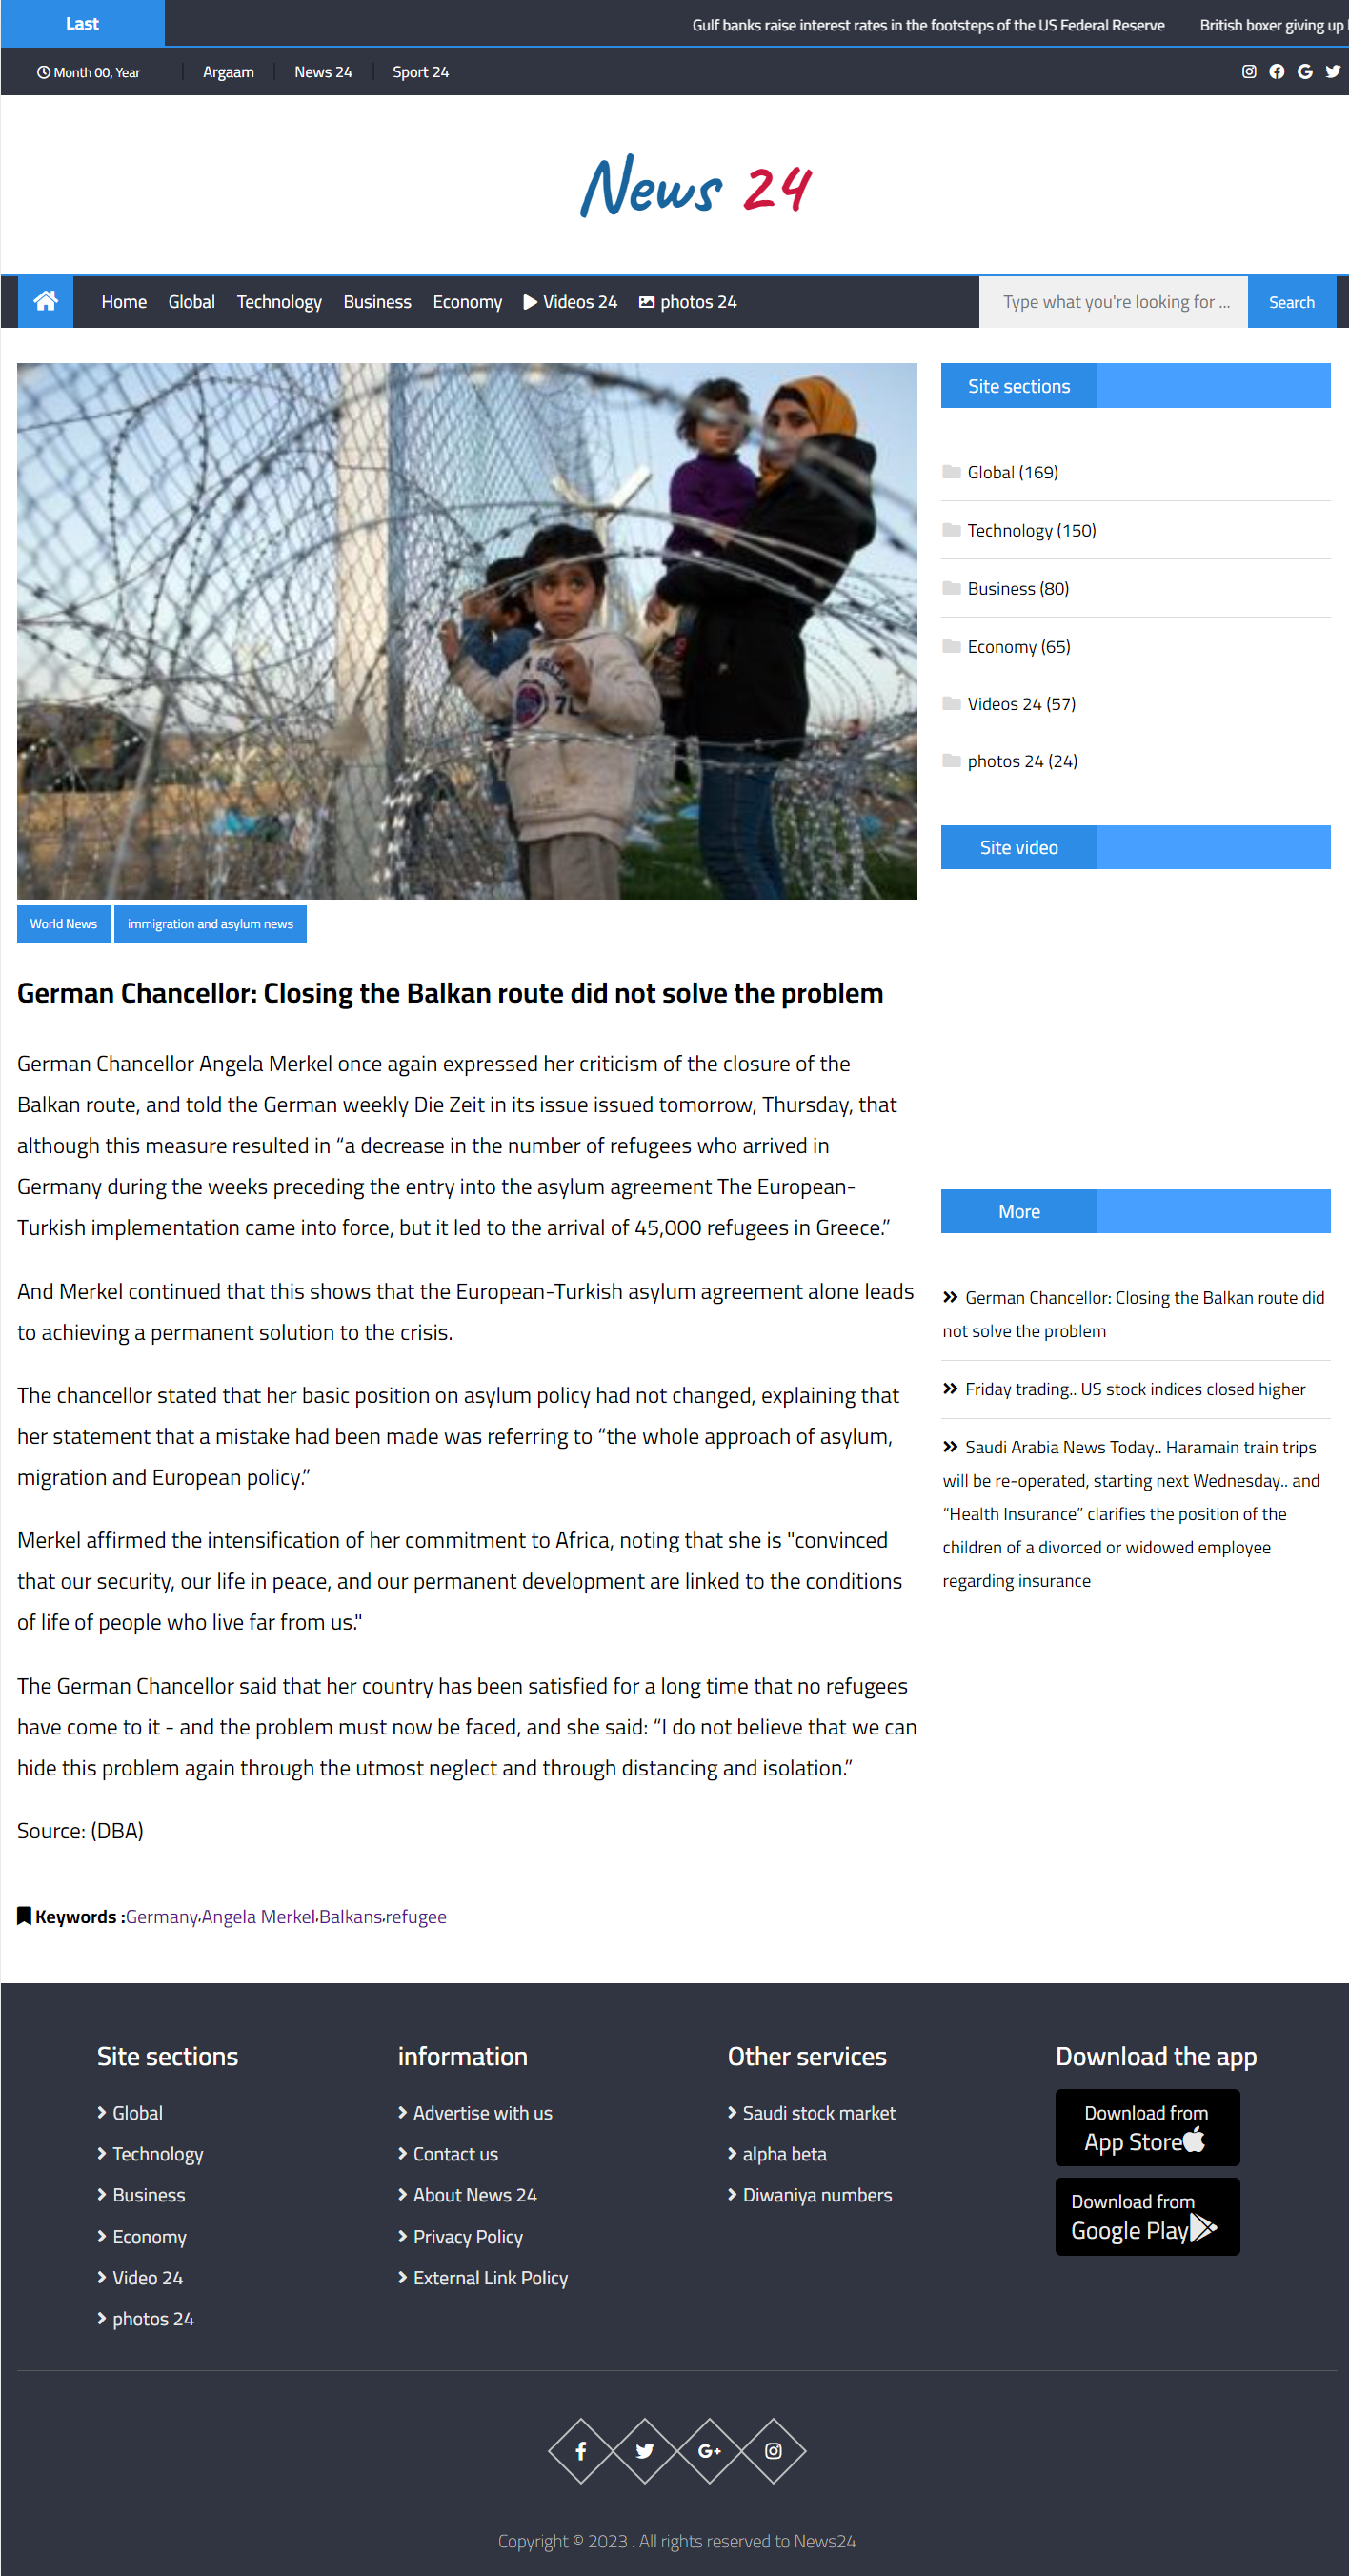 Last
Gulf banks raise interest rates in the footsteps of the US Federal Reserve
British boxer giving up
Month 00, Year
Argaam
News 24
Sport 24
News 24
Home
Global
Technology
Business
Economy
Videos 24
photos 24
Type what you're looking for ...
Search
World News
immigration and asylum news
German Chancellor: Closing the Balkan route did not solve the problem
German Chancellor Angela Merkel once again expressed her criticism of the closure of the
Balkan route, and told the German weekly Die Zeit in its issue issued tomorrow, Thursday, that
although this measure resulted in “a decrease in the number of refugees who arrived in
Germany during the weeks preceding the entry into the asylum agreement The European-
Turkish implementation came into force, but it led to the arrival of 45,000 refugees in Greece.”
And Merkel continued that this shows that the European-Turkish asylum agreement alone leads
to achieving a permanent solution to the crisis.
The chancellor stated that her basic position on asylum policy had not changed, explaining that
her statement that a mistake had been made was referring to “the whole approach of asylum,
migration and European policy.”
Merkel affirmed the intensification of her commitment to Africa, noting that she is "convinced
that our security, our life in peace, and our permanent development are linked to the conditions
of life of people who live far from us."
The German Chancellor said that her country has been satisfied for a long time that no refugees
have come to it - and the problem must now be faced, and she said: “I do not believe that we can
hide this problem again through the utmost neglect and through distancing and isolation.”
Source: (DBA)
Keywords :Germany،Angela Merkel،Balkans،refugee
Site sections
Global (169)
Technology (150)
Business (80)
Economy (65)
Videos 24 (57)
photos 24 (24)
Site video
More
German Chancellor: Closing the Balkan route did
not solve the problem
Friday trading.. US stock indices closed higher
Saudi Arabia News Today.. Haramain train trips
will be re-operated, starting next Wednesday.. and
“Health Insurance” clarifies the position of the
children of a divorced or widowed employee
regarding insurance
Site sections
Global
Technology
Business
Economy
Video 24
photos 24
information
Advertise with us
Contact us
About News 24
Privacy Policy
External Link Policy
Other services
Saudi stock market
alpha beta
Diwaniya numbers
Download the app
Download from
App Store
Download from
Google Play
Copyright © 2023 . All rights reserved to News24